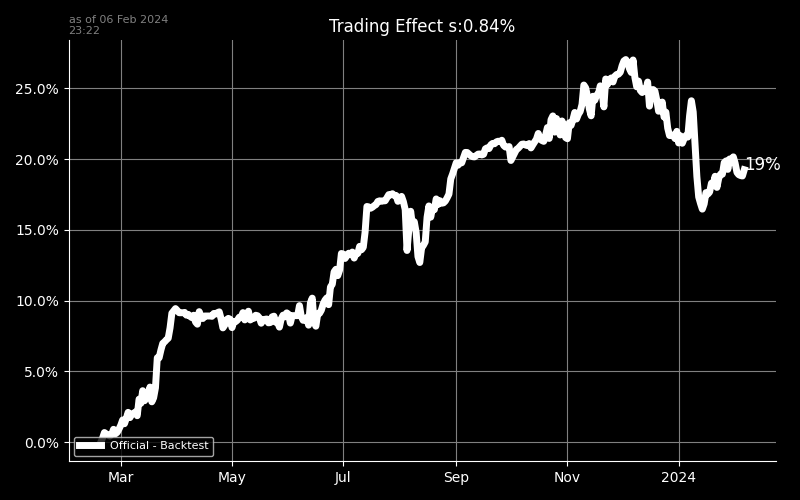 as of 06 Feb 2024
23:22
Trading Effect s:0.84%
25.0%
20.0%
15.0%
10.0%
5.0%
0.0%
19%
Official - Backtest
Mar May Jul Sep Nov 2024